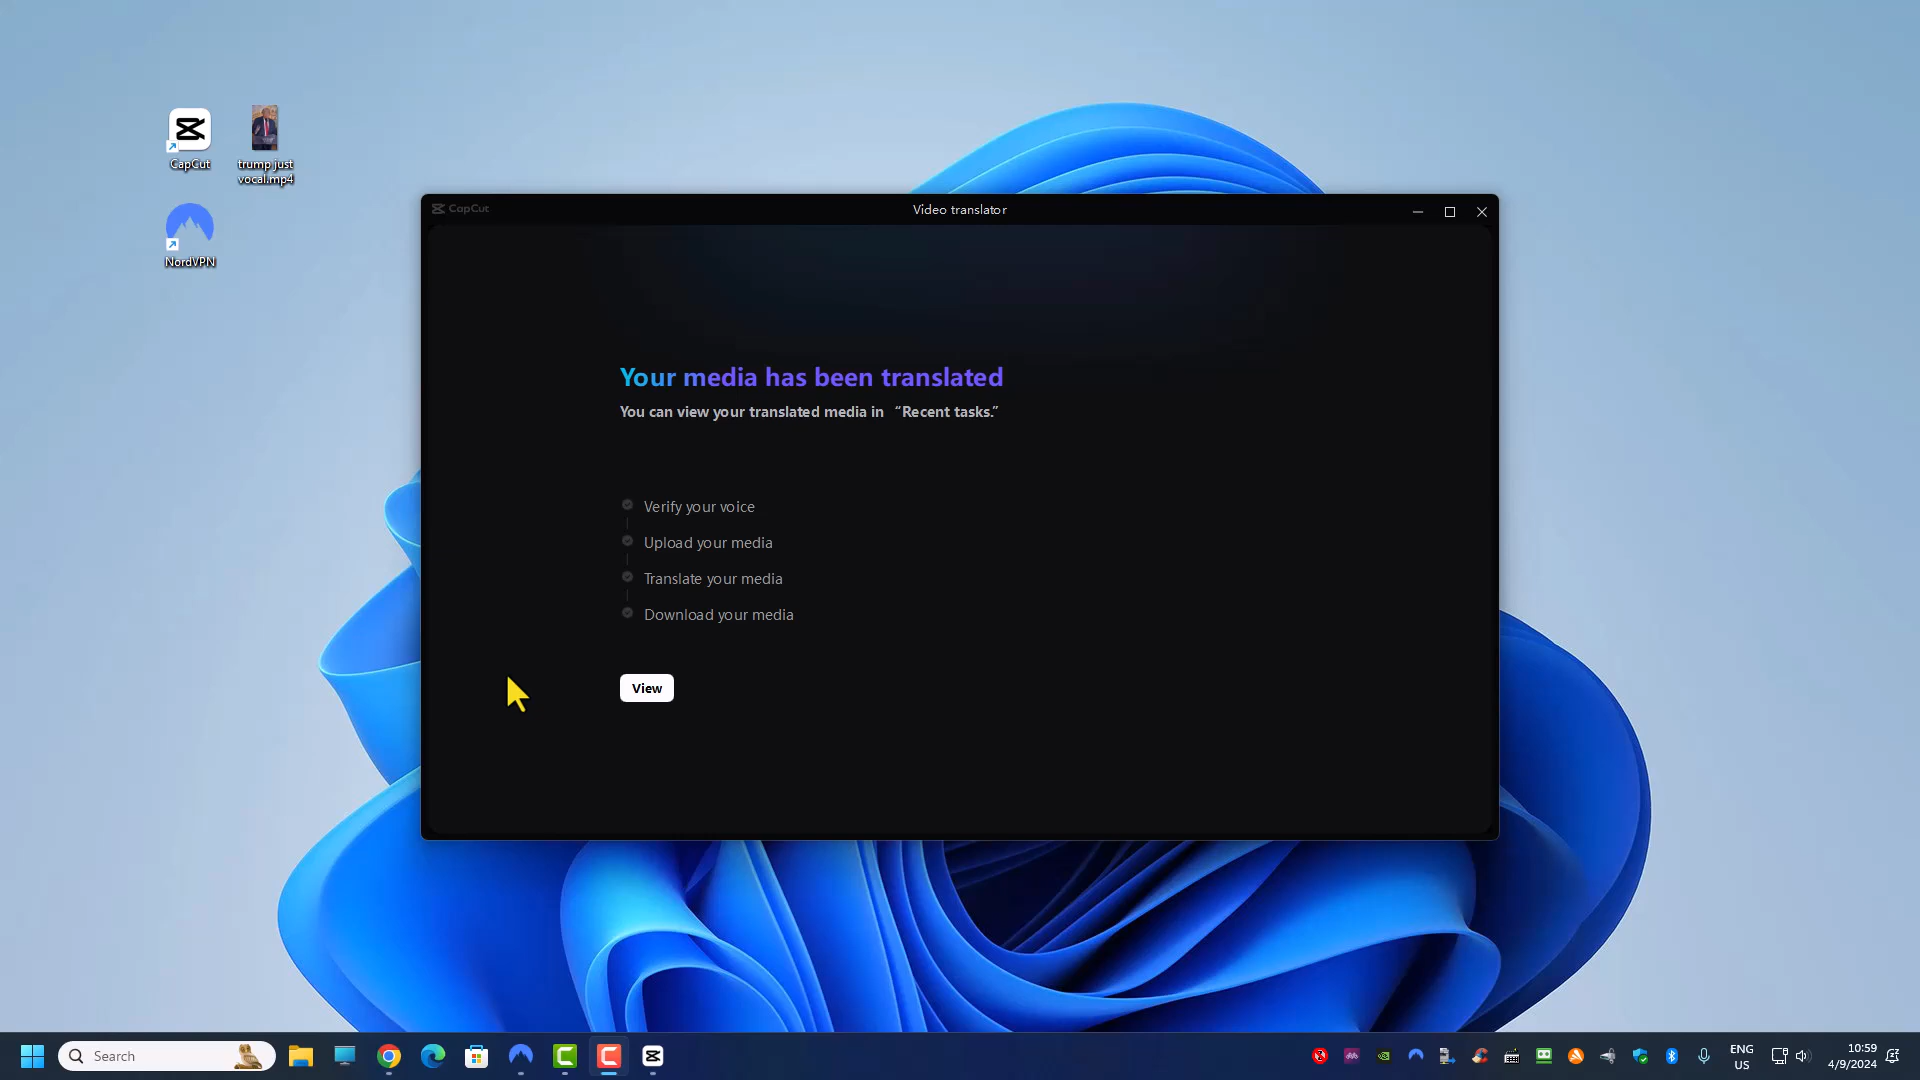 CapCut
trump just
vocal.mp4
NordVPN
CapCut
Video translator
Your media has been translated
You can view your translated media in “Recent tasks.”
Verify your voice
Upload your media
Translate your media
Download your media
View
Search
ENG
US
10:59
4/9/2024